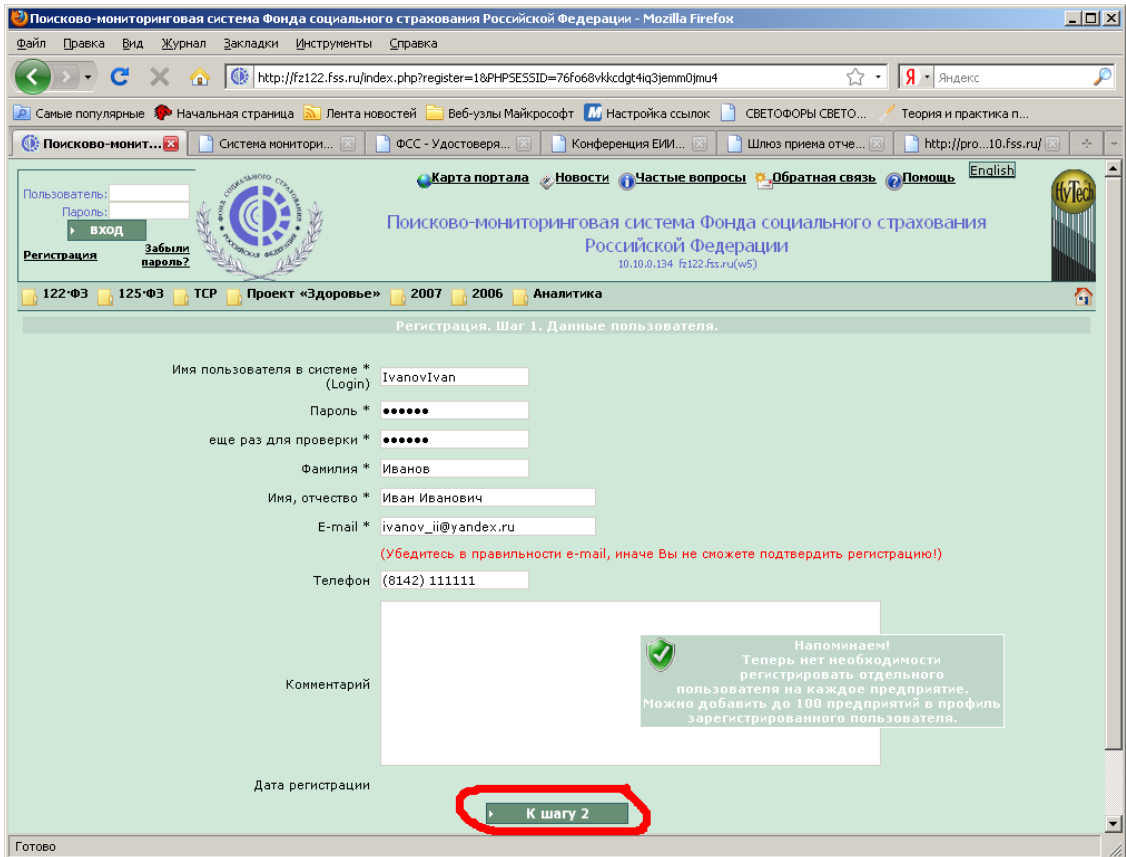 Поисково-мониторинговая система Фонда социального страхования Российской Федерации - Mozilla Firefox
Файл Правка Вид Журнал Закладки Инструменты Справка
http://fz122.fss.ru/index.php?register=1&PHPSESSID=76fo68vkkcdgt4iq3jemm0jmu4
Я Яндекс
Самые популярные Начальная страница Лента новостей Веб-узлы Майкрософт Настройка ссылок СВЕТОФОРЫ СВЕТО... Теория и практика п...
Поисково-монит... Система монитори... ФСС - Удостоверя... Конференция ЕИИ... Шлюз приема отче... http://pro...10.fss.ru/
Карта портала Новости Частые вопросы Обратная связь Помощь English
Пользователь:
Пароль:
вход
Регистрация
Забыли пароль?
HyTech
Поисково-мониторинговая система Фонда социального страхования
Российской Федерации
10.10.0.134 fz122.fss.ru(w5)
122-ФЗ 125-ФЗ ТСР Проект «Здоровье» 2007 2006 Аналитика
Регистрация. Шаг 1. Данные пользователя.
Имя пользователя в системе *
(Login)
IvanovIvan
Пароль * ●●●●●●
еще раз для проверки * ●●●●●●
Фамилия * Иванов
Имя, отчество * Иван Иванович
E-mail * ivanov_ii@yandex.ru
(Убедитесь в правильности e-mail, иначе Вы не сможете подтвердить регистрацию!)
Телефон (8142) 111111
Комментарий
Напоминаем!
Теперь нет необходимости
регистрировать отдельного
пользователя на каждое предприятие.
Можно добавить до 100 предприятий в профиль
зарегистрированного пользователя.
Дата регистрации
К шагу 2
Готово